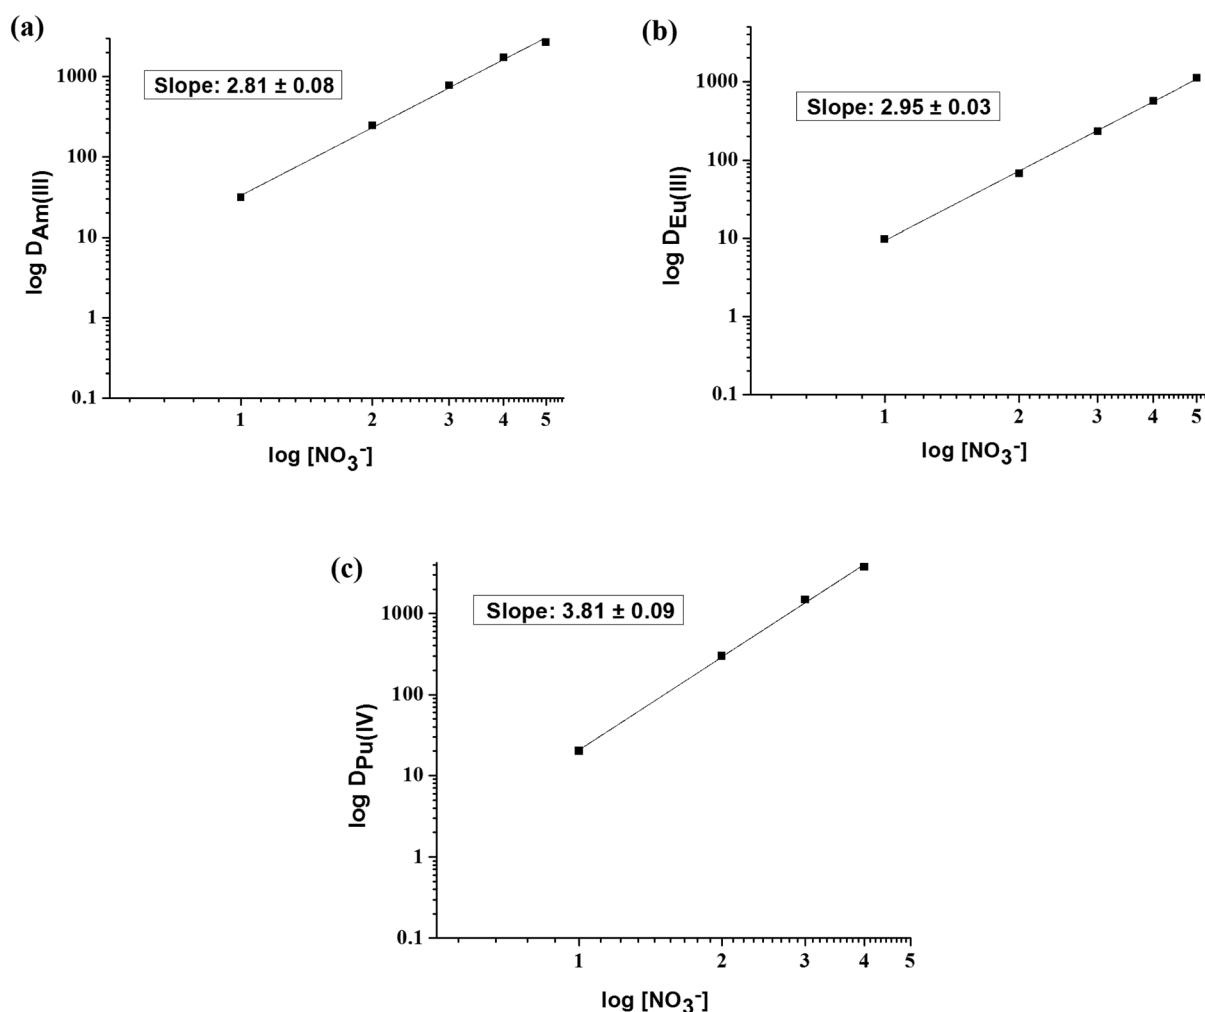 (a)
Slope: 2.81 ± 0.08
log D_Am(III)
1000
100
10
1
0.1
1 2 3 4 5
log [NO₃⁻]
(b)
Slope: 2.95 ± 0.03
log D_Eu(III)
1000
100
10
1
0.1
1 2 3 4 5
log [NO₃⁻]
(c)
Slope: 3.81 ± 0.09
log D_Pu(IV)
1000
100
10
1
0.1
1 2 3 4 5
log [NO₃⁻]